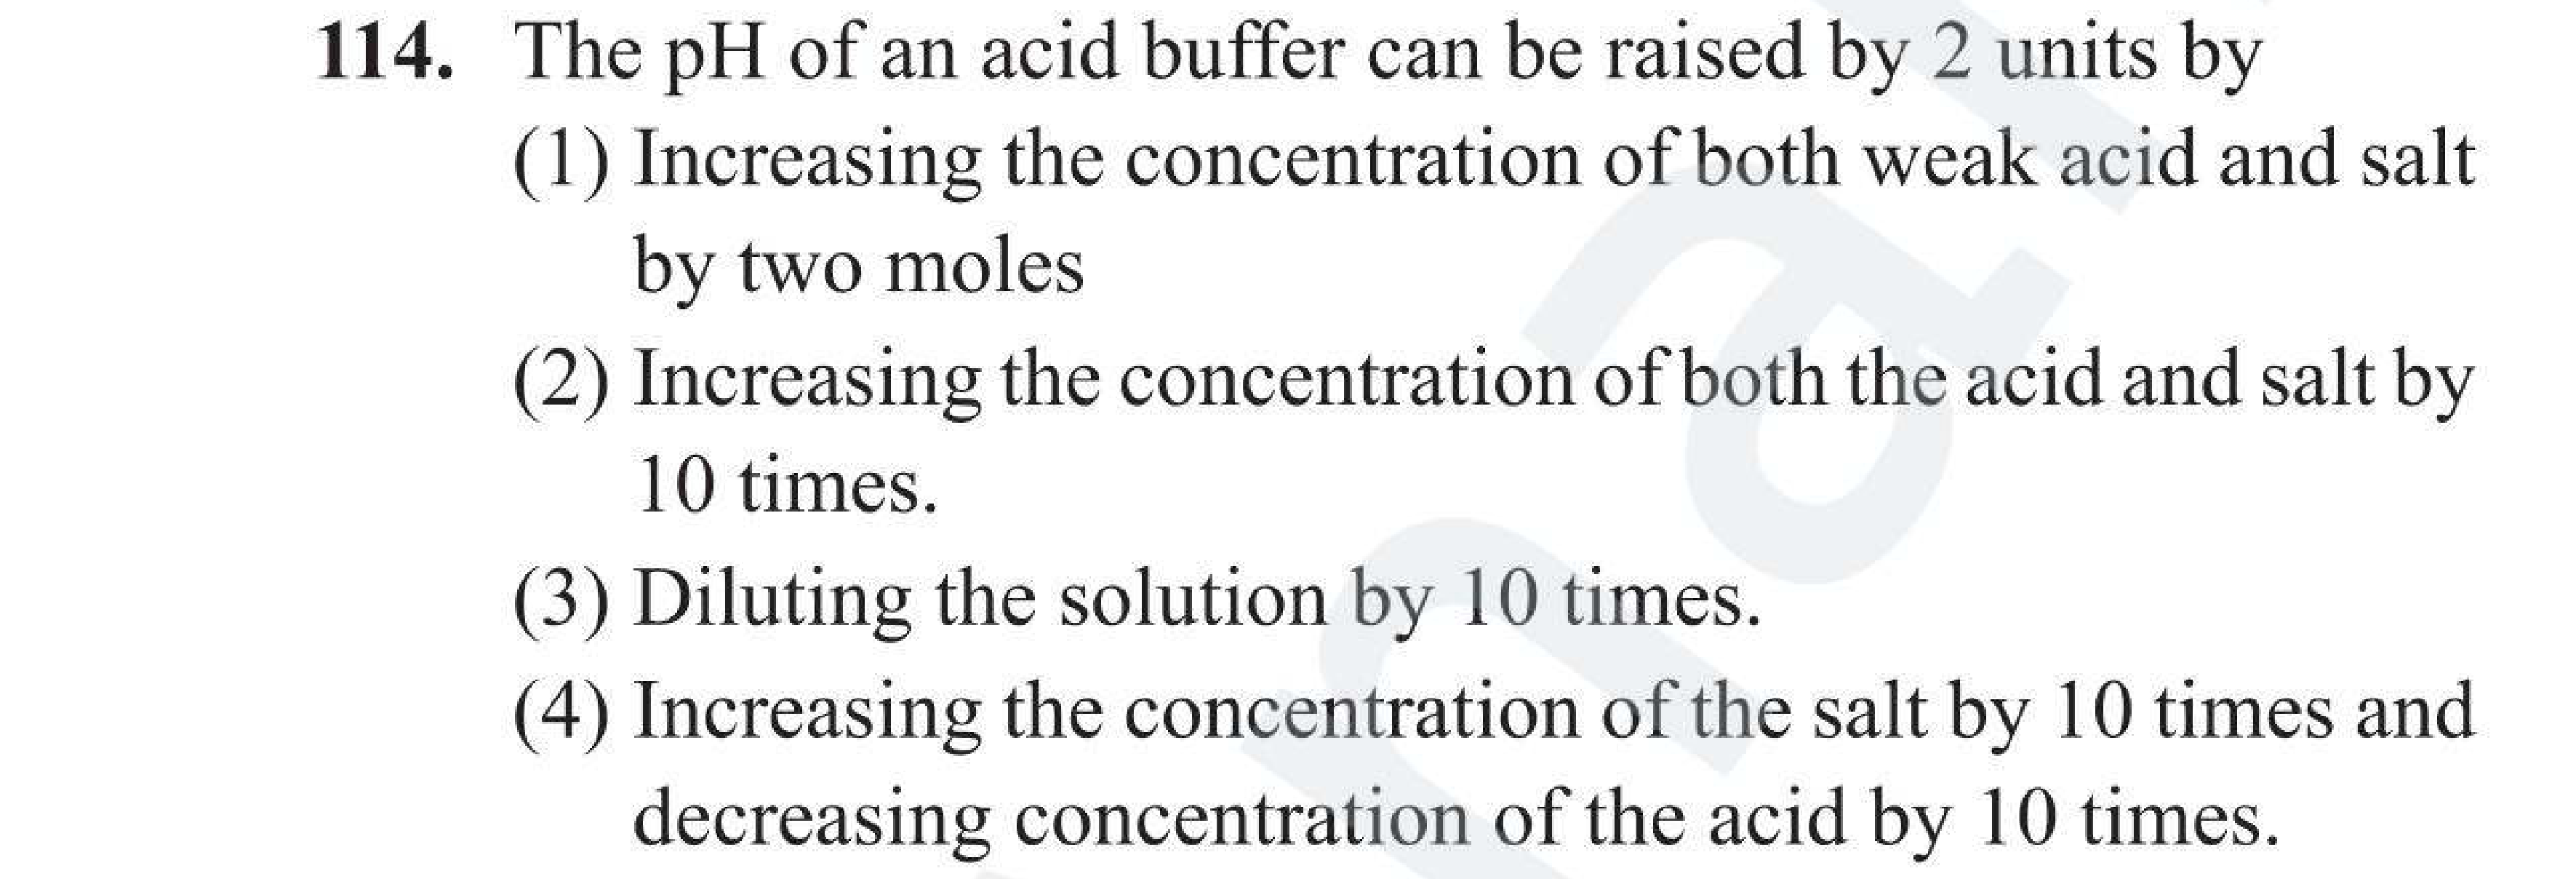 114. The pH of an acid buffer can be raised by 2 units by
(1) Increasing the concentration of both weak acid and salt
by two moles
(2) Increasing the concentration of both the acid and salt by
10 times.
(3) Diluting the solution by 10 times.
(4) Increasing the concentration of the salt by 10 times and
decreasing concentration of the acid by 10 times.